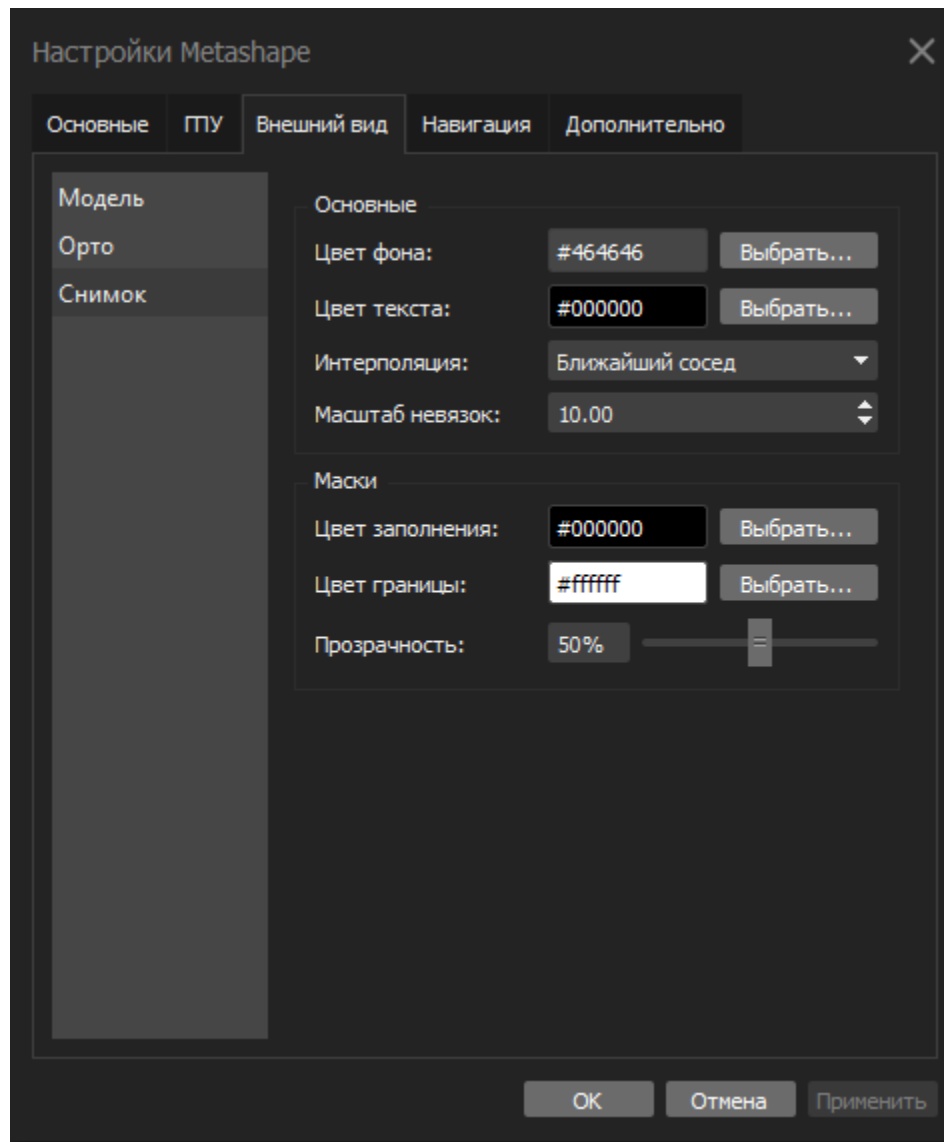 Настройки Metashape
Основные ГПУ Внешний вид Навигация Дополнительно
Модель
Орто
Снимок
Основные
Цвет фона: #464646 Выбрать...
Цвет текста: #000000 Выбрать...
Интерполяция: Ближайший сосед
Масштаб невязок: 10.00
Маски
Цвет заполнения: #000000 Выбрать...
Цвет границы: #ffffff Выбрать...
Прозрачность: 50%
OK Отмена Применить